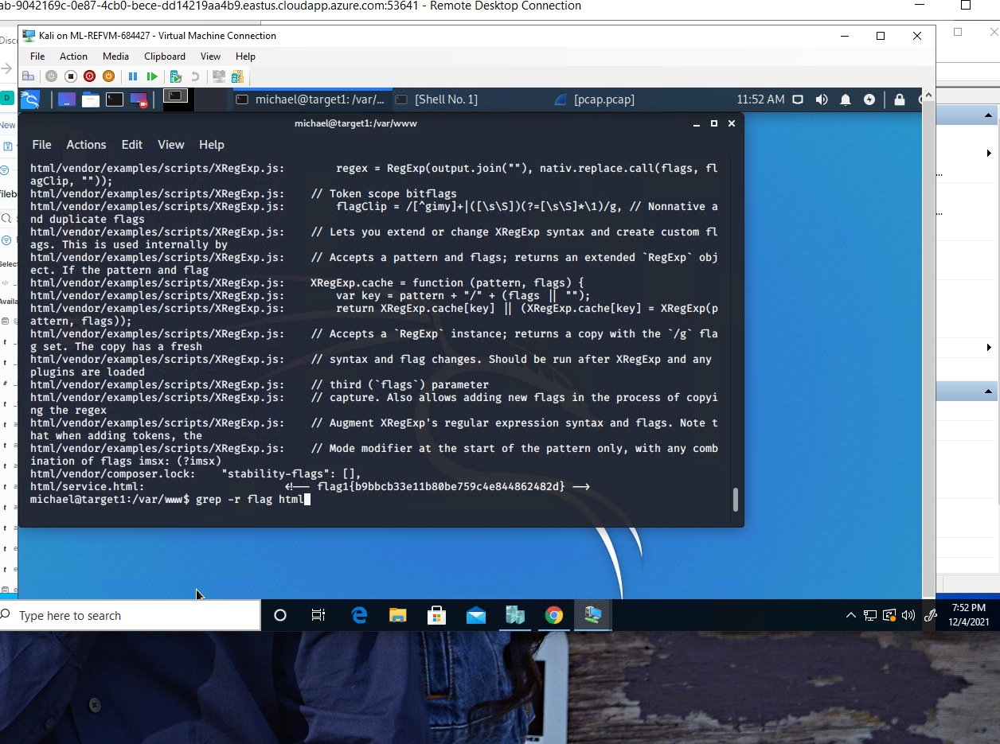 ab-9042169c-0e87-4cb0-bece-dd14219aa4b9.eastus.cloudapp.azure.com:53641 - Remote Desktop Connection
Kali on ML-REFVM-684427 - Virtual Machine Connection
File Action Media Clipboard View Help
michael@target1: /var/... [Shell No. 1] [pcap.pcap] 11:52 AM
michael@target1: /var/www
File Actions Edit View Help
html/vendor/examples/scripts/XRegExp.js:        regex = RegExp(output.join(""), nativ.replace.call(flags, fl
agClip, ""));
html/vendor/examples/scripts/XRegExp.js:    // Token scope bitflags
html/vendor/examples/scripts/XRegExp.js:        flagClip = /[^gimy]+|([\s\S])(?=[\s\S]*\1)/g, // Nonnative a
nd duplicate flags
html/vendor/examples/scripts/XRegExp.js:    // Lets you extend or change XRegExp syntax and create custom fl
ags. This is used internally by
html/vendor/examples/scripts/XRegExp.js:    // Accepts a pattern and flags; returns an extended `RegExp` obj
ect. If the pattern and flag
html/vendor/examples/scripts/XRegExp.js:    XRegExp.cache = function (pattern, flags) {
html/vendor/examples/scripts/XRegExp.js:        var key = pattern + "/" + (flags || "");
html/vendor/examples/scripts/XRegExp.js:        return XRegExp.cache[key] || (XRegExp.cache[key] = XRegExp(p
attern, flags));
html/vendor/examples/scripts/XRegExp.js:    // Accepts a `RegExp` instance; returns a copy with the `/g` fla
g set. The copy has a fresh
html/vendor/examples/scripts/XRegExp.js:    // syntax and flag changes. Should be run after XRegExp and any
plugins are loaded
html/vendor/examples/scripts/XRegExp.js:    // third (`flags`) parameter
html/vendor/examples/scripts/XRegExp.js:    // capture. Also allows adding new flags in the process of copyi
ng the regex
html/vendor/examples/scripts/XRegExp.js:    // Augment XRegExp's regular expression syntax and flags. Note t
hat when adding tokens, the
html/vendor/examples/scripts/XRegExp.js:    // Mode modifier at the start of the pattern only, with any comb
ination of flags imsx: (?imsx)
html/vendor/composer.lock:    "stability-flags": [],
html/service.html:                      <!-- flag1{b9bbcb33e11b80be759c4e844862482d} -->
michael@target1:/var/www$ grep -r flag html
Disc
D
New
fileb
Selec
Availa
Type here to search
7:52 PM
12/4/2021